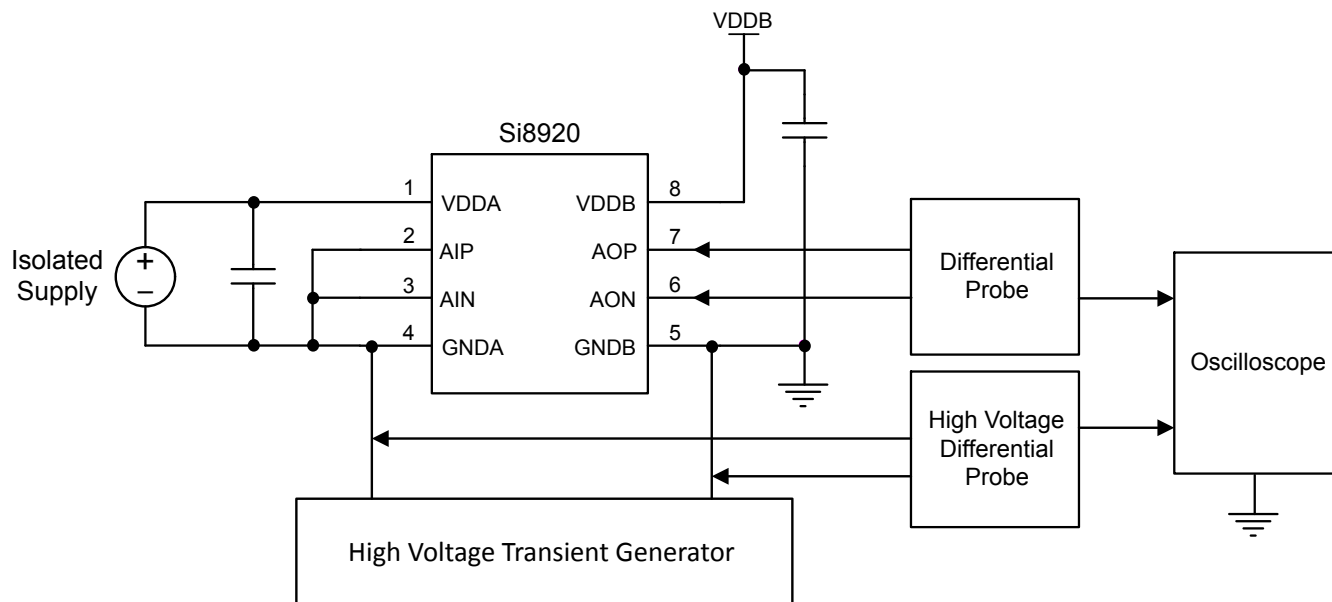 VDDB
Si8920
1
VDDA
VDDB
8
2
AIP
AOP
7
Isolated
Supply
+
−
3
AIN
AON
6
4
GNDA
GNDB
5
Differential
Probe
Oscilloscope
High Voltage
Differential
Probe
High Voltage Transient Generator